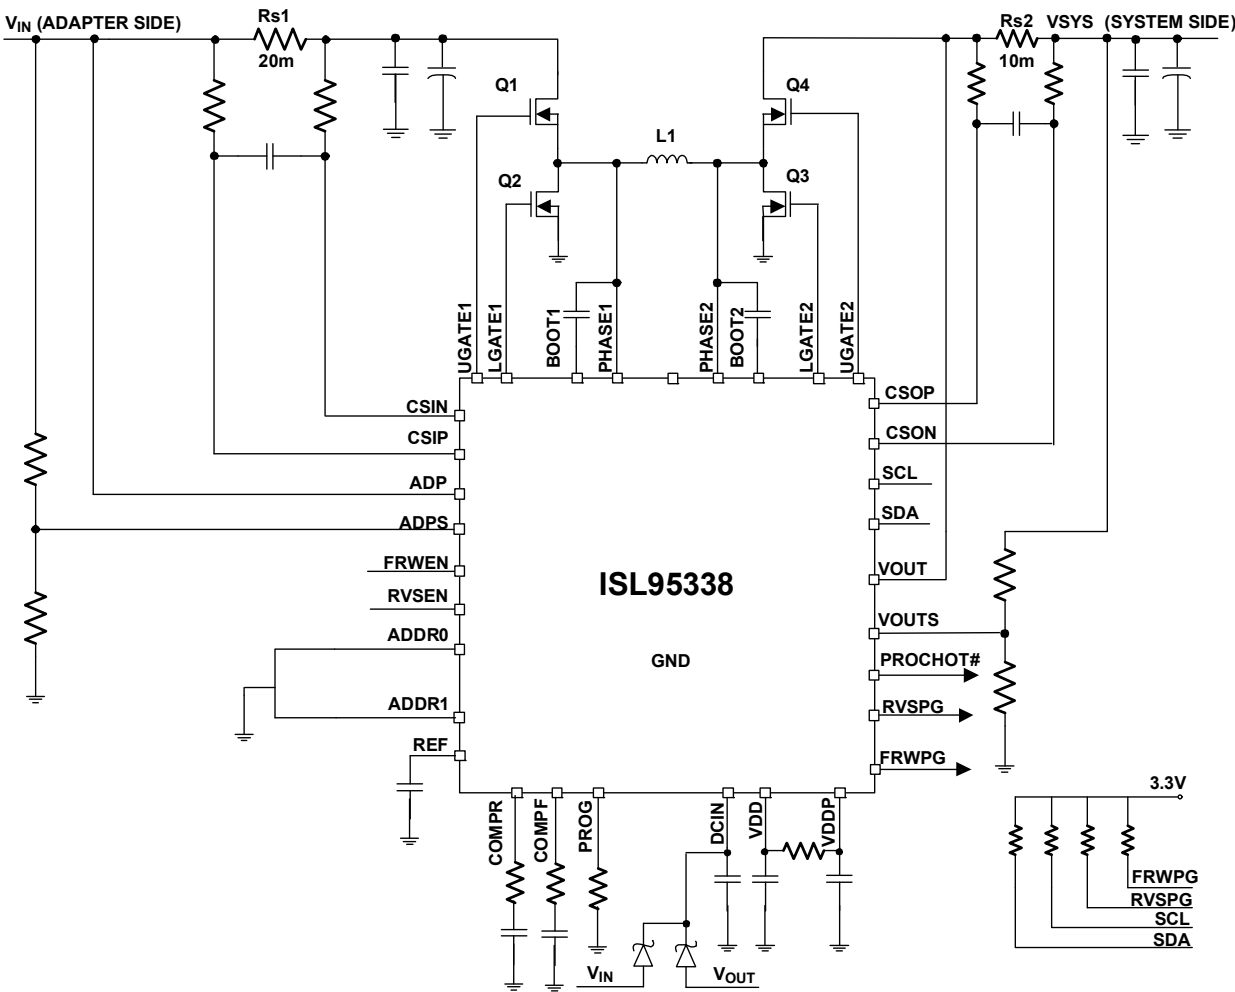 VIN (ADAPTER SIDE)
Rs1
20m
Rs2
10m
VSYS (SYSTEM SIDE)
Q1
Q4
L1
Q2
Q3
UGATE1
LGATE1
BOOT1
PHASE1
PHASE2
BOOT2
LGATE2
UGATE2
CSIN
CSIP
ADP
ADPS
FRWEN
RVSEN
ADDR0
ADDR1
REF
ISL95338
GND
CSOP
CSON
SCL
SDA
VOUT
VOUTS
PROCHOT#
RVSPG
FRWPG
COMPR
COMPF
PROG
DCIN
VDD
VDDP
VIN
VOUT
3.3V
FRWPG
RVSPG
SCL
SDA